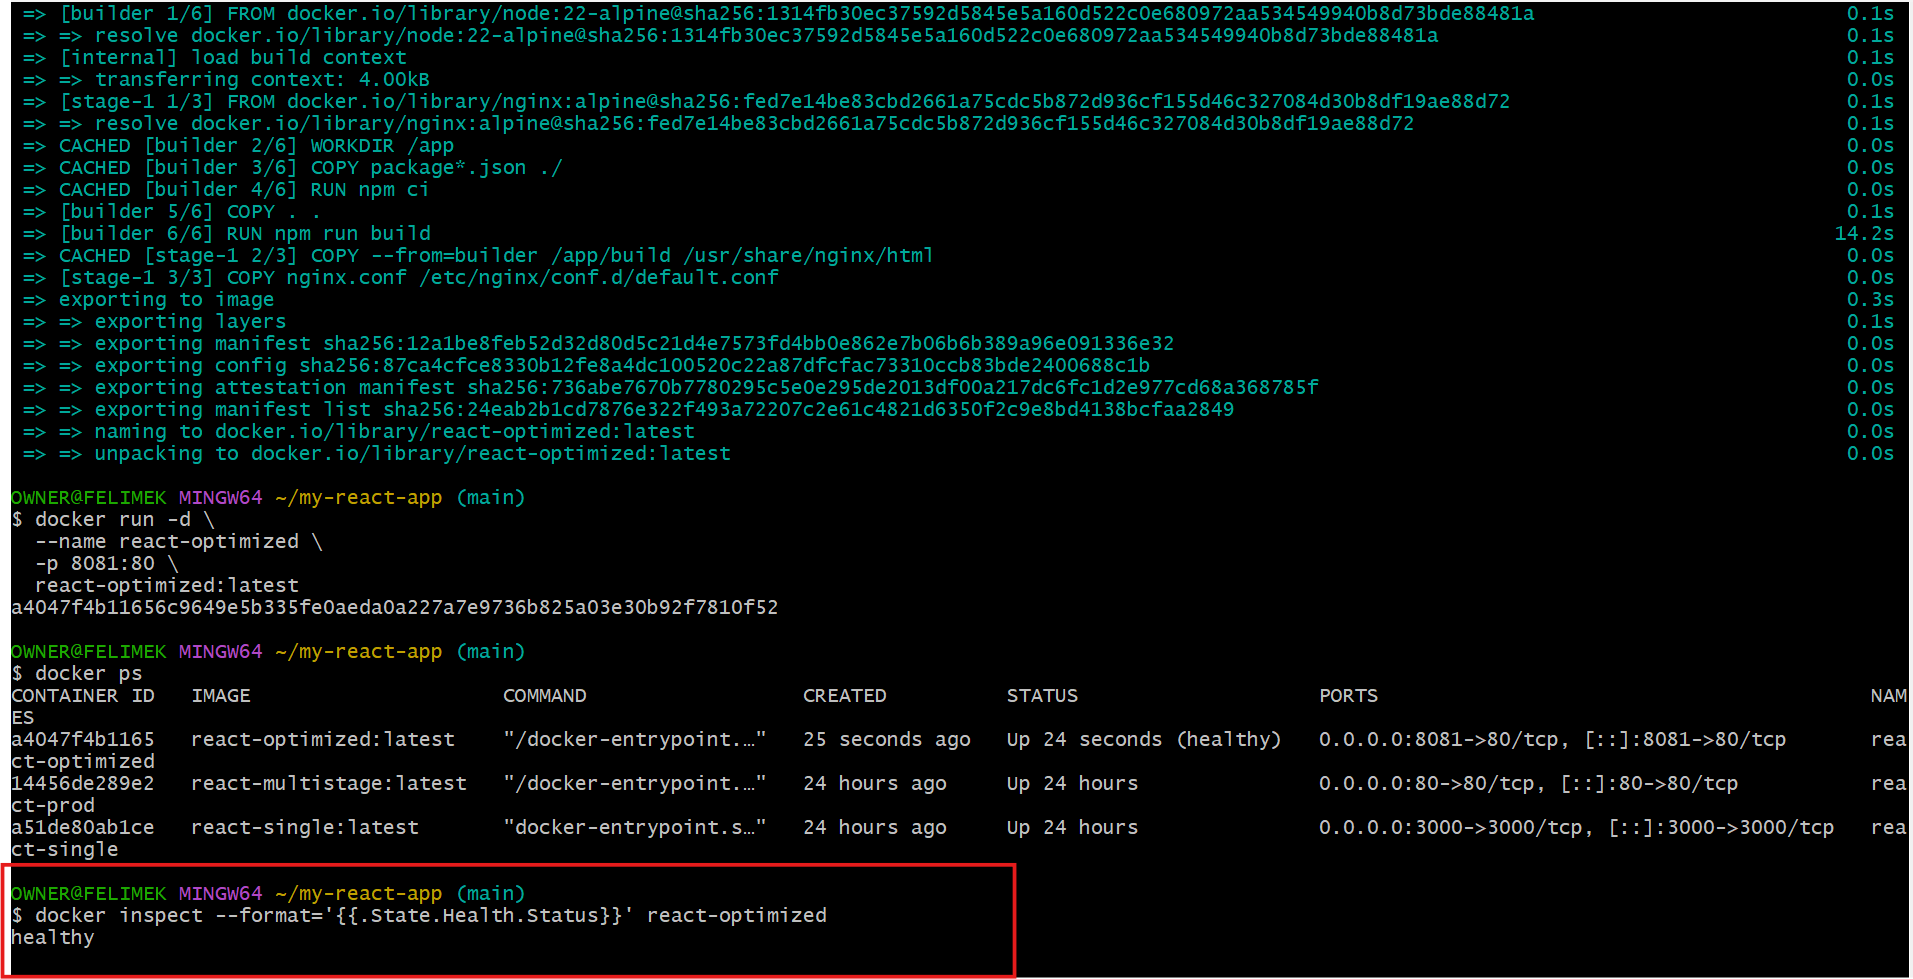 => [builder 1/6] FROM docker.io/library/node:22-alpine@sha256:1314fb30ec37592d5845e5a160d522c0e680972aa534549940b8d73bde88481a 0.1s
=> => resolve docker.io/library/node:22-alpine@sha256:1314fb30ec37592d5845e5a160d522c0e680972aa534549940b8d73bde88481a 0.1s
=> [internal] load build context 0.1s
=> => transferring context: 4.00kB 0.0s
=> [stage-1 1/3] FROM docker.io/library/nginx:alpine@sha256:fed7e14be83cbd2661a75cdc5b872d936cf155d46c327084d30b8df19ae88d72 0.1s
=> => resolve docker.io/library/nginx:alpine@sha256:fed7e14be83cbd2661a75cdc5b872d936cf155d46c327084d30b8df19ae88d72 0.1s
=> CACHED [builder 2/6] WORKDIR /app 0.0s
=> CACHED [builder 3/6] COPY package*.json ./ 0.0s
=> CACHED [builder 4/6] RUN npm ci 0.0s
=> [builder 5/6] COPY . . 0.1s
=> [builder 6/6] RUN npm run build 14.2s
=> CACHED [stage-1 2/3] COPY --from=builder /app/build /usr/share/nginx/html 0.0s
=> [stage-1 3/3] COPY nginx.conf /etc/nginx/conf.d/default.conf 0.0s
=> exporting to image 0.3s
=> => exporting layers 0.1s
=> => exporting manifest sha256:12a1be8feb52d32d80d5c21d4e7573fd4bb0e862e7b06b6b389a96e091336e32 0.0s
=> => exporting config sha256:87ca4cfce8330b12fe8a4dc100520c22a87dfcfac73310ccb83bde2400688c1b 0.0s
=> => exporting attestation manifest sha256:736abe7670b7780295c5e0e295de2013df00a217dc6fc1d2e977cd68a368785f 0.0s
=> => exporting manifest list sha256:24eab2b1cd7876e322f493a72207c2e61c4821d6350f2c9e8bd4138bcfaa2849 0.0s
=> => naming to docker.io/library/react-optimized:latest 0.0s
=> => unpacking to docker.io/library/react-optimized:latest 0.0s
OWNER@FELIMEK MINGW64 ~/my-react-app (main)
$ docker run -d \
--name react-optimized \
-p 8081:80 \
react-optimized:latest
a4047f4b11656c9649e5b335fe0aeda0a227a7e9736b825a03e30b92f7810f52
OWNER@FELIMEK MINGW64 ~/my-react-app (main)
$ docker ps
CONTAINER ID IMAGE COMMAND CREATED STATUS PORTS NAM
ES
a4047f4b1165 react-optimized:latest "/docker-entrypoint.…" 25 seconds ago Up 24 seconds (healthy) 0.0.0.0:8081->80/tcp, [::]:8081->80/tcp rea
ct-optimized
14456de289e2 react-multistage:latest "/docker-entrypoint.…" 24 hours ago Up 24 hours 0.0.0.0:80->80/tcp, [::]:80->80/tcp rea
ct-prod
a51de80ab1ce react-single:latest "docker-entrypoint.s…" 24 hours ago Up 24 hours 0.0.0.0:3000->3000/tcp, [::]:3000->3000/tcp rea
ct-single
OWNER@FELIMEK MINGW64 ~/my-react-app (main)
$ docker inspect --format='{{.State.Health.Status}}' react-optimized
healthy